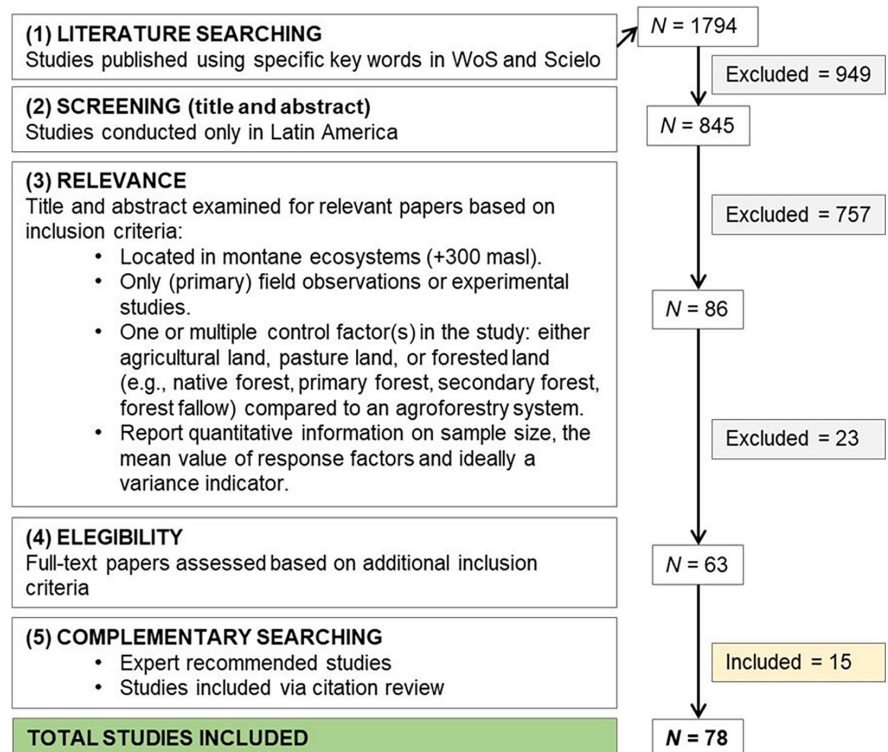 (1) LITERATURE SEARCHING
Studies published using specific key words in WoS and Scielo
N = 1794
Excluded = 949
(2) SCREENING (title and abstract)
Studies conducted only in Latin America
N = 845
(3) RELEVANCE
Title and abstract examined for relevant papers based on
inclusion criteria:
• Located in montane ecosystems (+300 masl).
• Only (primary) field observations or experimental
studies.
• One or multiple control factor(s) in the study: either
agricultural land, pasture land, or forested land
(e.g., native forest, primary forest, secondary forest,
forest fallow) compared to an agroforestry system.
• Report quantitative information on sample size, the
mean value of response factors and ideally a
variance indicator.
Excluded = 757
N = 86
Excluded = 23
(4) ELEGIBILITY
Full-text papers assessed based on additional inclusion
criteria
N = 63
(5) COMPLEMENTARY SEARCHING
• Expert recommended studies
• Studies included via citation review
Included = 15
TOTAL STUDIES INCLUDED
N = 78